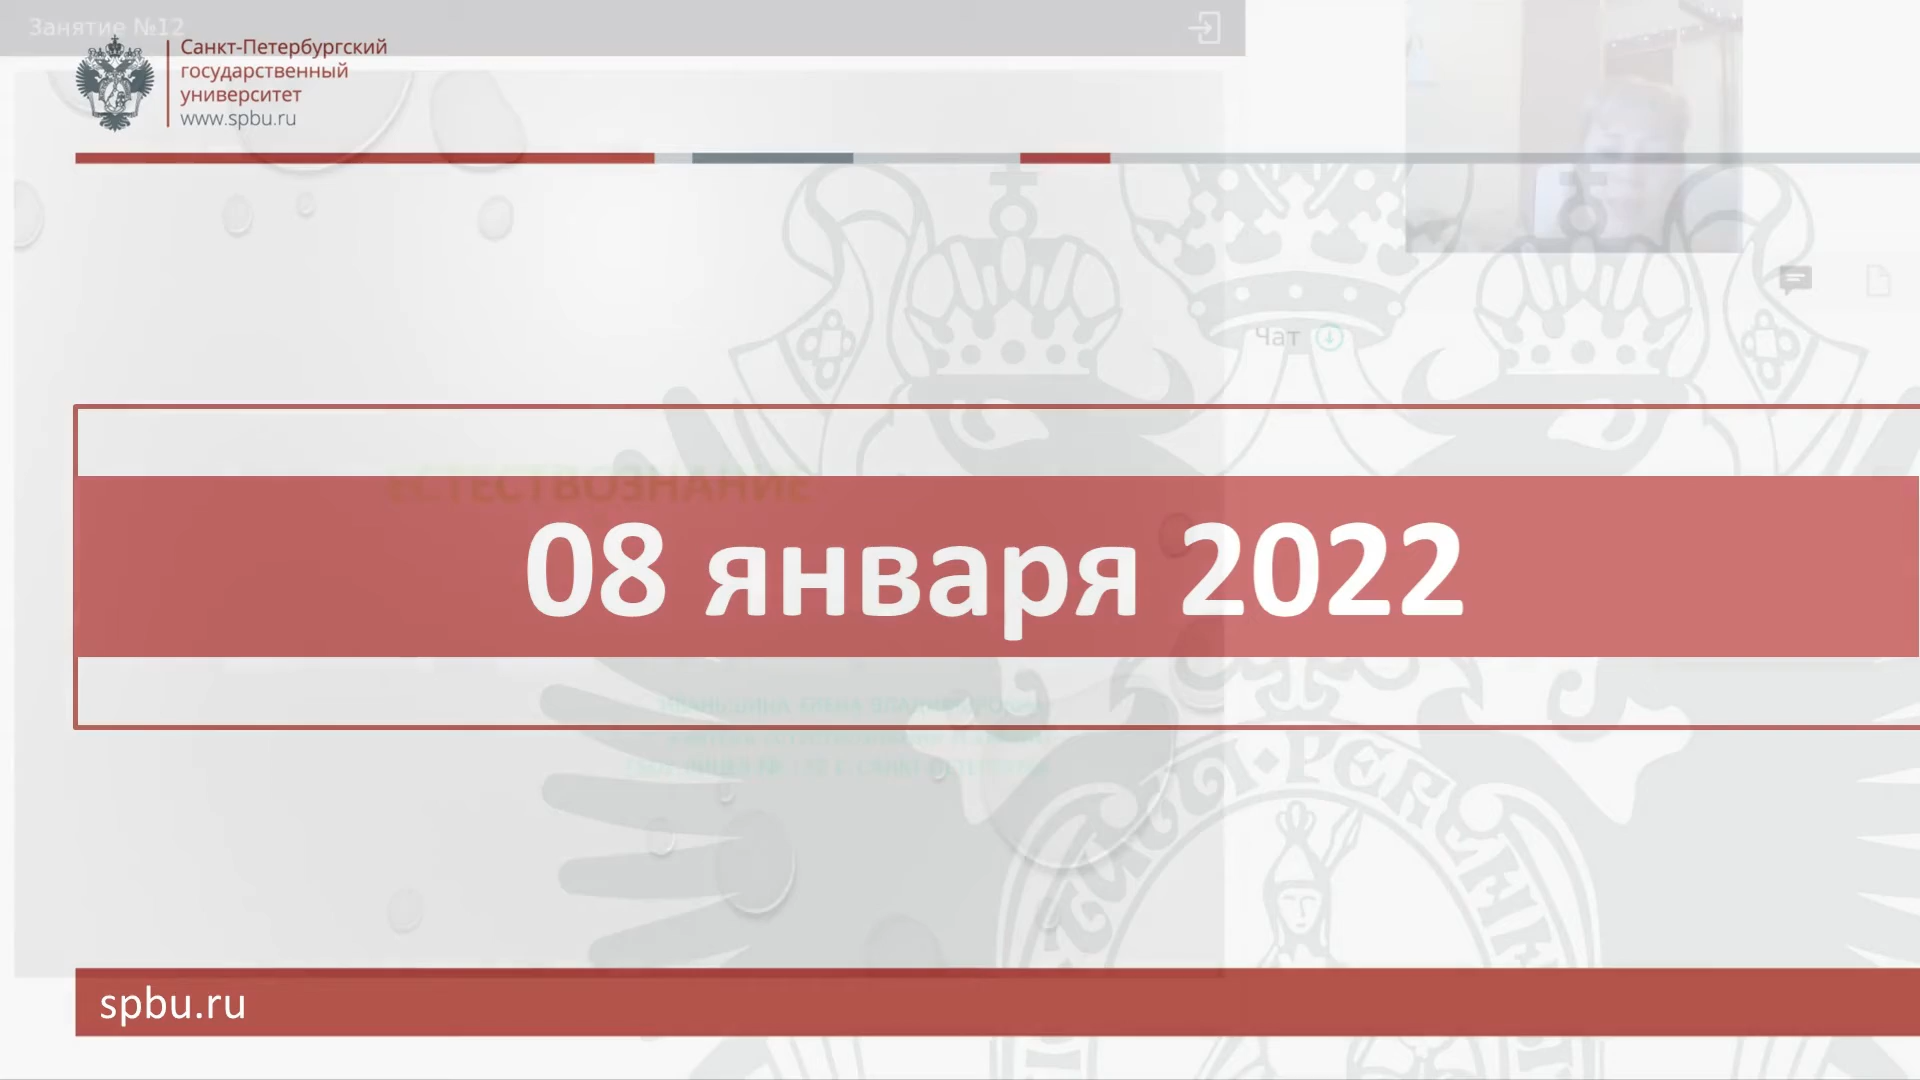 Занятие №12
Санкт-Петербургский
государственный
университет
www.spbu.ru
Чат
ЕСТЕСТВОЗНАНИЕ
08 января 2022
spbu.ru